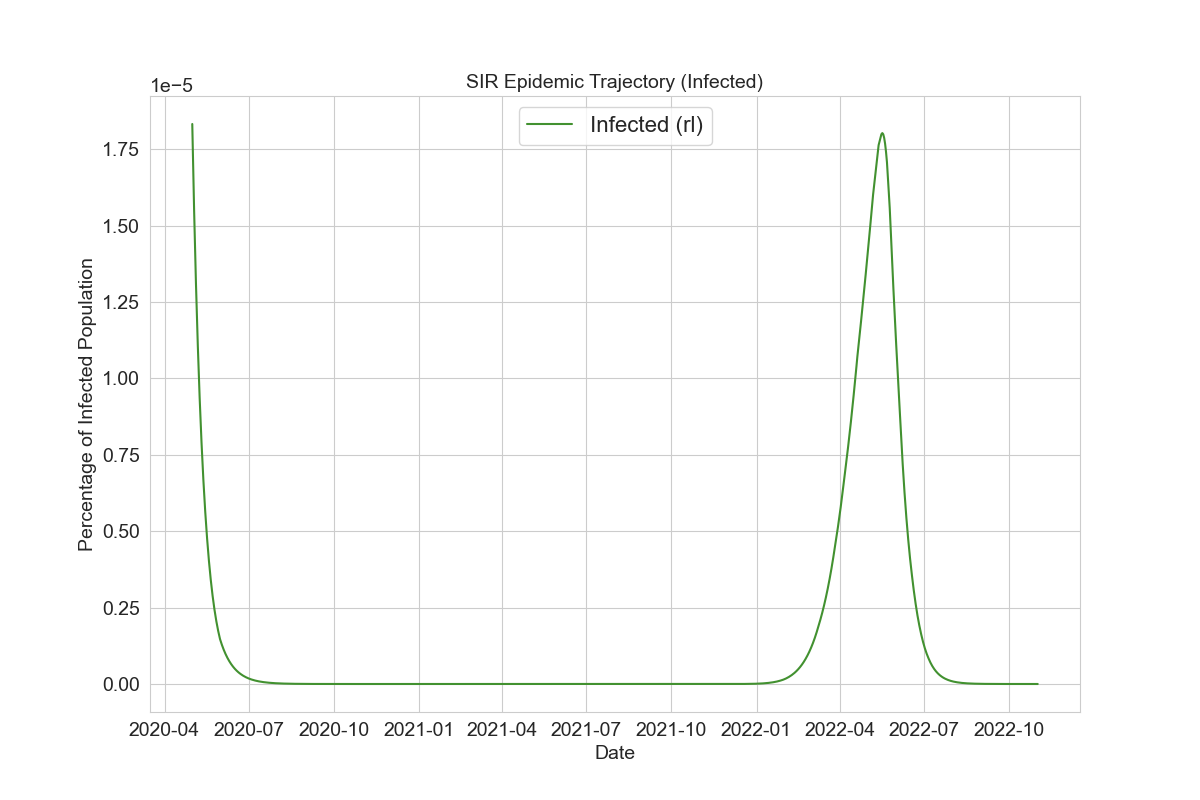 SIR Epidemic Trajectory (Infected)
1e−5
Infected (rI)
1.75
1.50
1.25
1.00
0.75
0.50
0.25
0.00
Percentage of Infected Population
2020-04 2020-07 2020-10 2021-01 2021-04 2021-07 2021-10 2022-01 2022-04 2022-07 2022-10
Date